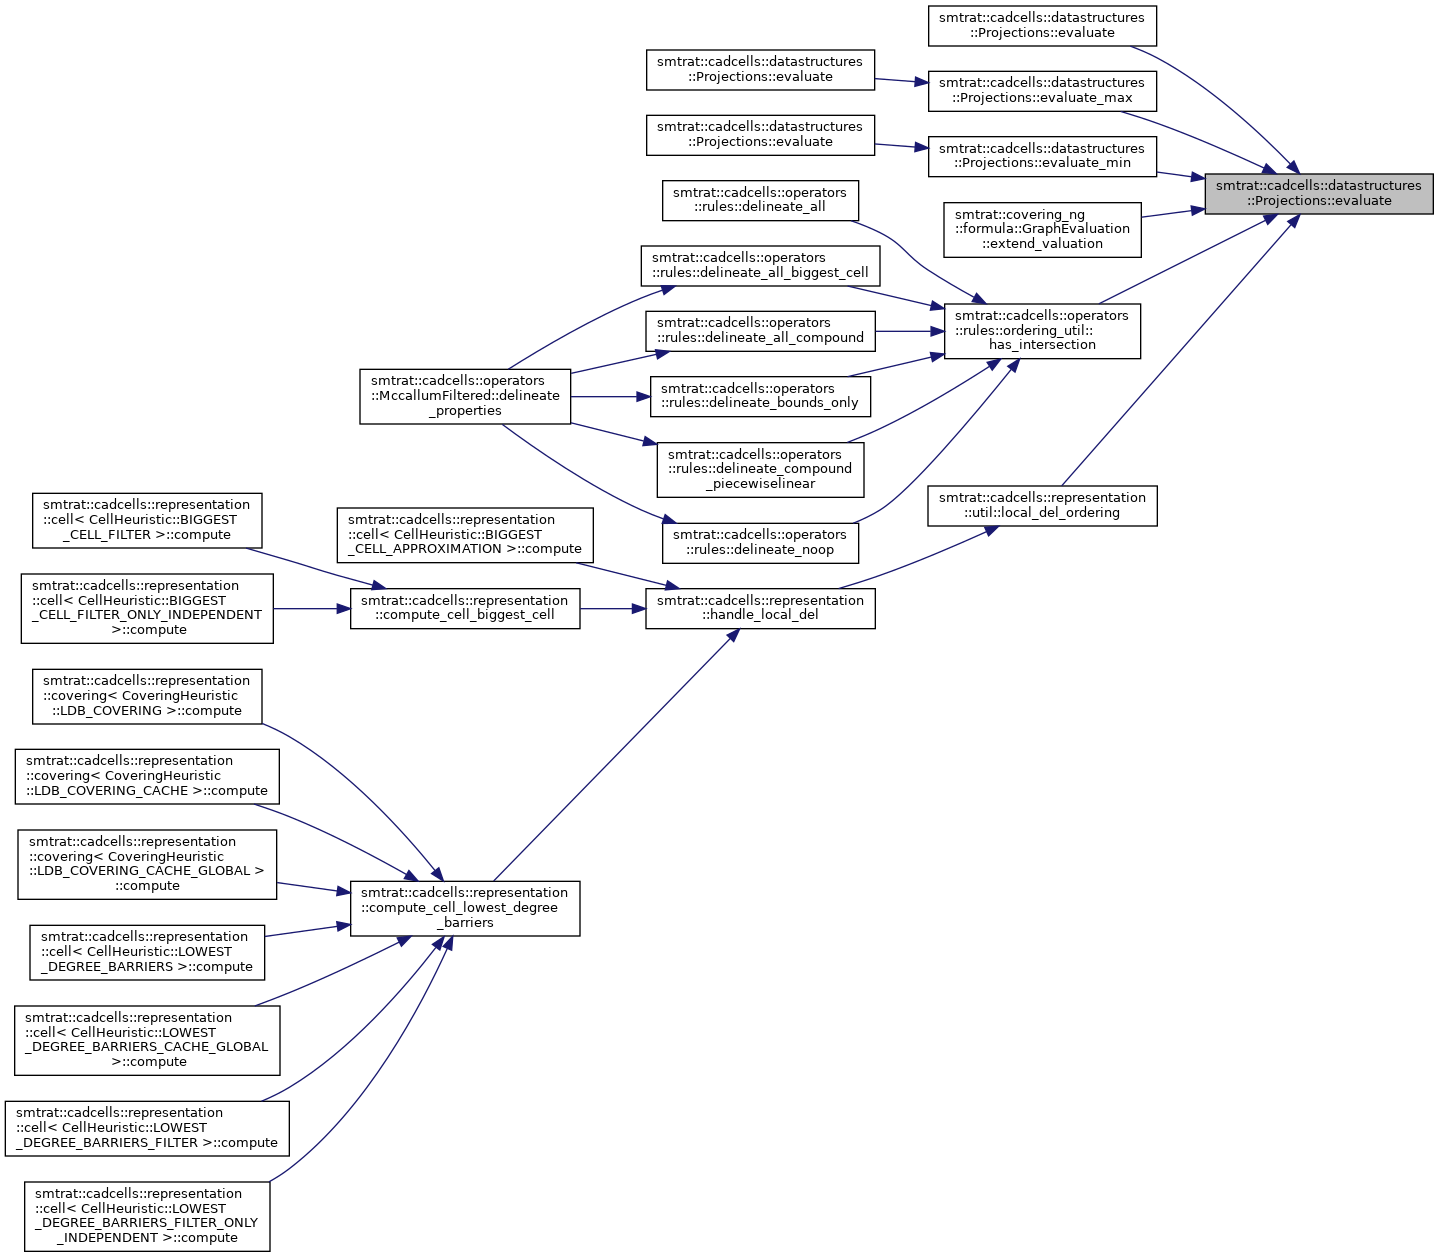 smtrat::cadcells::datastructures
::Projections::evaluate
smtrat::cadcells::datastructures
::Projections::evaluate
smtrat::cadcells::datastructures
::Projections::evaluate_max
smtrat::cadcells::datastructures
::Projections::evaluate
smtrat::cadcells::datastructures
::Projections::evaluate_min
smtrat::cadcells::datastructures
::Projections::evaluate
smtrat::cadcells::operators
::rules::delineate_all
smtrat::covering_ng
::formula::GraphEvaluation
::extend_valuation
smtrat::cadcells::operators
::rules::delineate_all_biggest_cell
smtrat::cadcells::operators
::rules::delineate_all_compound
smtrat::cadcells::operators
::rules::ordering_util::
has_intersection
smtrat::cadcells::operators
::MccallumFiltered::delineate
_properties
smtrat::cadcells::operators
::rules::delineate_bounds_only
smtrat::cadcells::operators
::rules::delineate_compound
_piecewiselinear
smtrat::cadcells::representation
::util::local_del_ordering
smtrat::cadcells::representation
::cell< CellHeuristic::BIGGEST
_CELL_FILTER >::compute
smtrat::cadcells::representation
::cell< CellHeuristic::BIGGEST
_CELL_APPROXIMATION >::compute
smtrat::cadcells::operators
::rules::delineate_noop
smtrat::cadcells::representation
::cell< CellHeuristic::BIGGEST
_CELL_FILTER_ONLY_INDEPENDENT
>::compute
smtrat::cadcells::representation
::compute_cell_biggest_cell
smtrat::cadcells::representation
::handle_local_del
smtrat::cadcells::representation
::covering< CoveringHeuristic
::LDB_COVERING >::compute
smtrat::cadcells::representation
::covering< CoveringHeuristic
::LDB_COVERING_CACHE >::compute
smtrat::cadcells::representation
::covering< CoveringHeuristic
::LDB_COVERING_CACHE_GLOBAL >
::compute
smtrat::cadcells::representation
::compute_cell_lowest_degree
_barriers
smtrat::cadcells::representation
::cell< CellHeuristic::LOWEST
_DEGREE_BARRIERS >::compute
smtrat::cadcells::representation
::cell< CellHeuristic::LOWEST
_DEGREE_BARRIERS_CACHE_GLOBAL
>::compute
smtrat::cadcells::representation
::cell< CellHeuristic::LOWEST
_DEGREE_BARRIERS_FILTER >::compute
smtrat::cadcells::representation
::cell< CellHeuristic::LOWEST
_DEGREE_BARRIERS_FILTER_ONLY
_INDEPENDENT >::compute